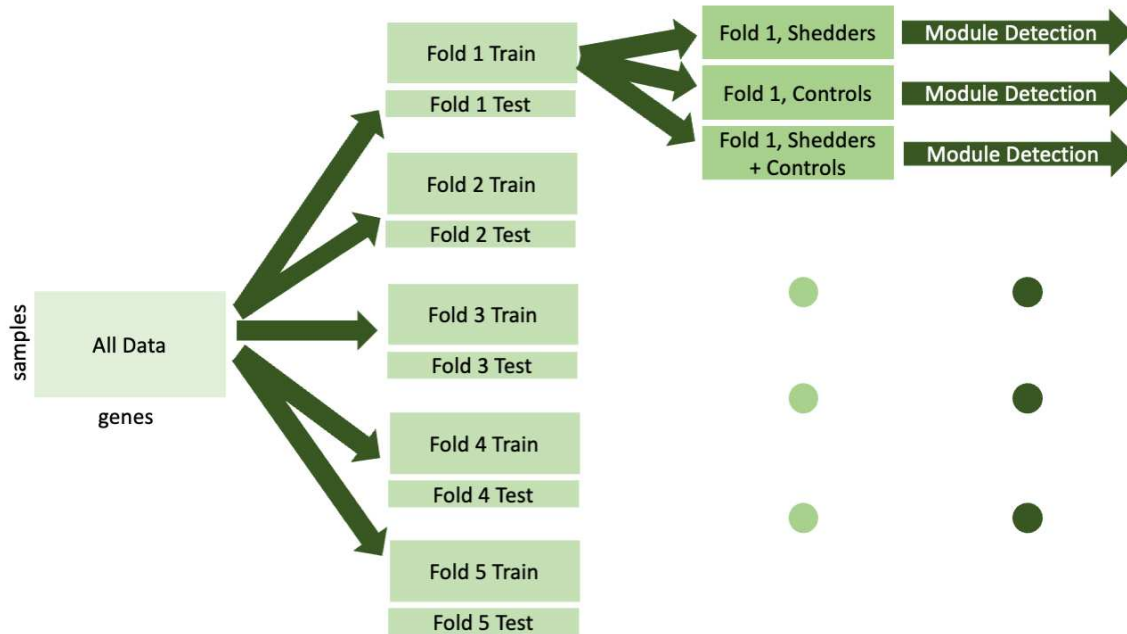 Fold 1 Train
Fold 1 Test
Fold 2 Train
Fold 2 Test
Fold 3 Train
Fold 3 Test
Fold 4 Train
Fold 4 Test
Fold 5 Train
Fold 5 Test
samples
All Data
genes
Fold 1, Shedders
Module Detection
Fold 1, Controls
Module Detection
Fold 1, Shedders
+ Controls
Module Detection